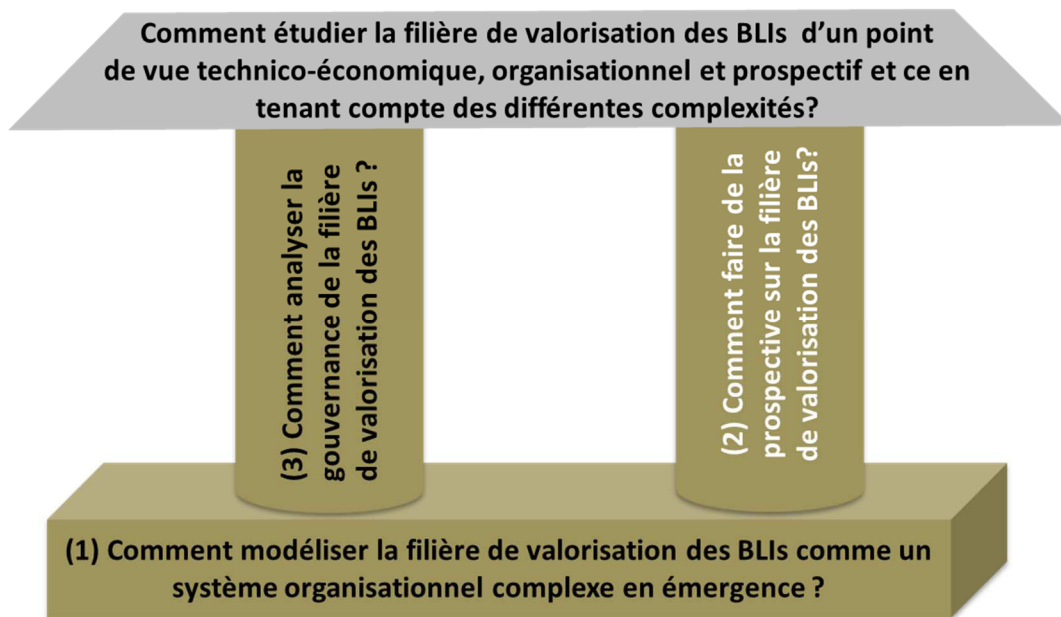 Comment étudier la filière de valorisation des BLIs d’un point
de vue technico-économique, organisationnel et prospectif et ce en
tenant compte des différentes complexités?
(3) Comment analyser la
gouvernance de la filière
de valorisation des BLIs ?
(2) Comment faire de la
prospective sur la filière
de valorisation des BLIs?
(1) Comment modéliser la filière de valorisation des BLIs comme un
système organisationnel complexe en émergence ?